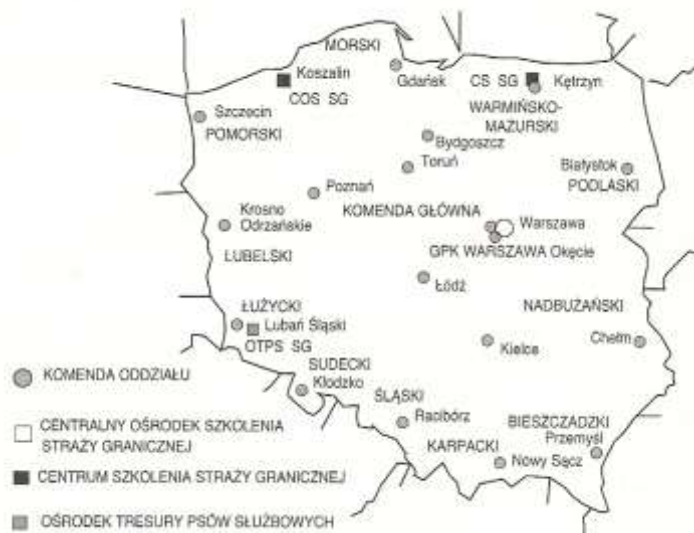 MORSKI
Koszalin
COS SG
Gdańsk
CS SG
Kętrzyn
WARMIŃSKO-
MAZURSKI
Szczecin
POMORSKI
Bydgoszcz
Toruń
Białystok
PODLASKI
Poznań
Krosno
Odrzańskie
LUBELSKI
KOMENDA GŁÓWNA
Warszawa
GPK WARSZAWA Okęcie
Łódź
NADBUŻAŃSKI
ŁUŻYCKI
Lubań Śląski
OTPS SG
Kielce
Chełm
SUDECKI
Kłodzko
ŚLĄSKI
Racibórz
BIESZCZADZKI
Przemyśl
KARPACKI
Nowy Sącz
KOMENDA ODDZIAŁU
CENTRALNY OŚRODEK SZKOLENIA
STRAŻY GRANICZNEJ
CENTRUM SZKOLENIA STRAŻY GRANICZNEJ
OŚRODEK TRESURY PSÓW SŁUŻBOWYCH